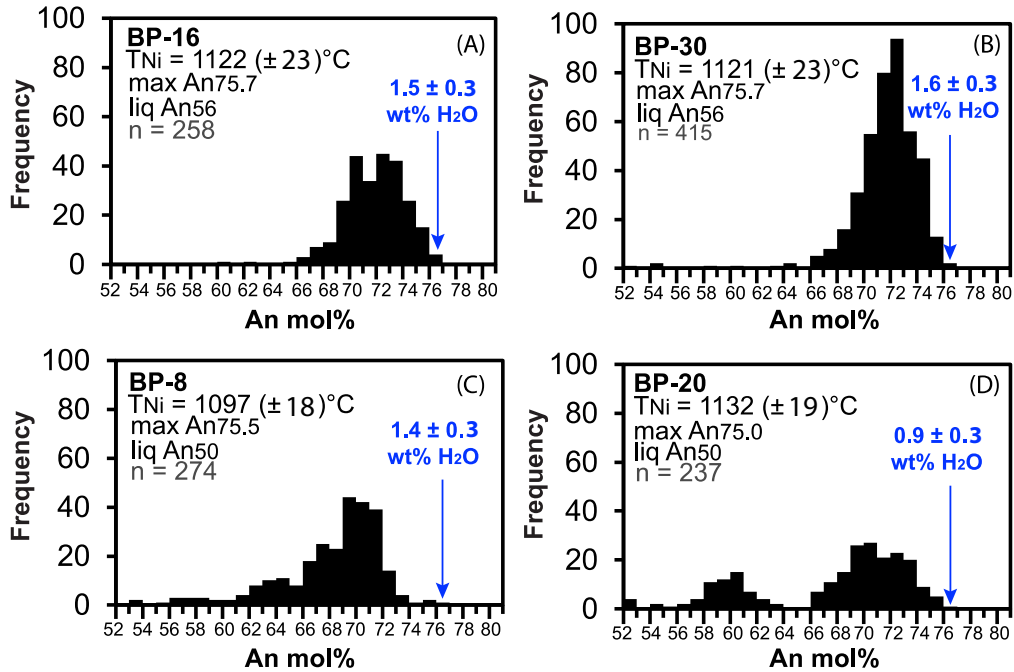 BP-16
(A)
TNi = 1122 (± 23)°C
max An75.7
liq An56
n = 258
1.5 ± 0.3
wt% H2O
Frequency
100
80
60
40
20
0
52 54 56 58 60 62 64 66 68 70 72 74 76 78 80
An mol%
BP-30
(B)
TNi = 1121 (± 23)°C
max An75.7
liq An56
n = 415
1.6 ± 0.3
wt% H2O
Frequency
100
80
60
40
20
0
52 54 56 58 60 62 64 66 68 70 72 74 76 78 80
An mol%
BP-8
(C)
TNi = 1097 (± 18)°C
max An75.5
liq An50
n = 274
1.4 ± 0.3
wt% H2O
Frequency
100
80
60
40
20
0
52 54 56 58 60 62 64 66 68 70 72 74 76 78 80
An mol%
BP-20
(D)
TNi = 1132 (± 19)°C
max An75.0
liq An50
n = 237
0.9 ± 0.3
wt% H2O
Frequency
100
80
60
40
20
0
52 54 56 58 60 62 64 66 68 70 72 74 76 78 80
An mol%